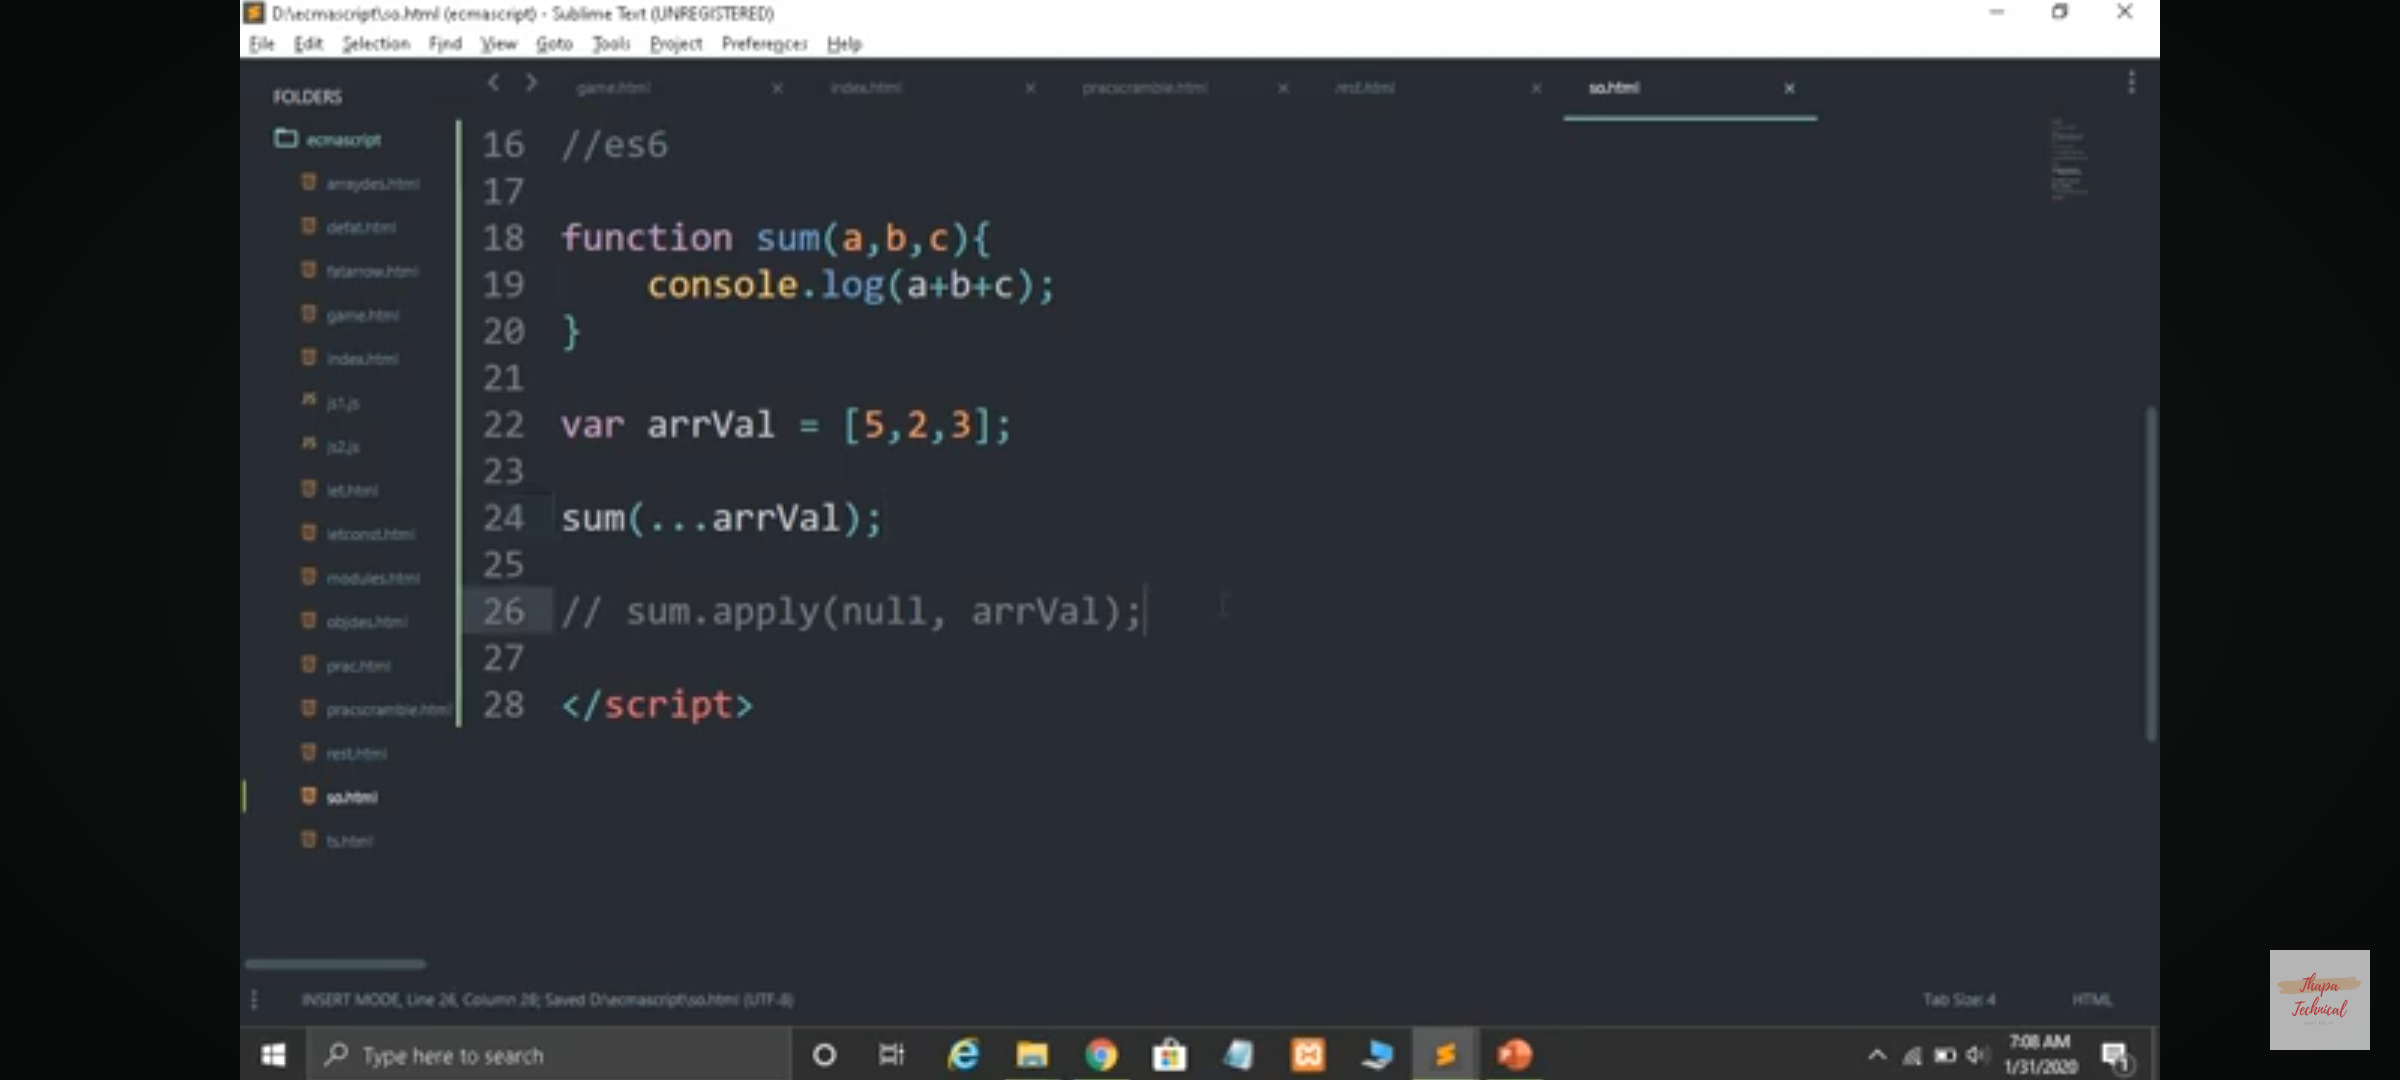 D:\ecmascript\so.html (ecmascript) - Sublime Text (UNREGISTERED)
File Edit Selection Find View Goto Tools Project Preferences Help
FOLDERS
game.html
index.html
pracscramble.html
rest.html
so.html
ecmascript
arraydes.html
defat.html
fatarrow.html
game.html
index.html
js1.js
js2.js
let.html
letconst.html
modules.html
objdes.html
prac.html
pracscramble.html
rest.html
so.html
ts.html
16 //es6
17
18 function sum(a,b,c){
19 console.log(a+b+c);
20 }
21
22 var arrVal = [5,2,3];
23
24 sum(...arrVal);
25
26 // sum.apply(null, arrVal);
27
28 </script>
INSERT MODE, Line 26, Column 28; Saved D:\ecmascript\so.html (UTF-8)
Tab Size: 4
HTML
Type here to search
7:08 AM
1/31/2020
1
Thapa
Technical